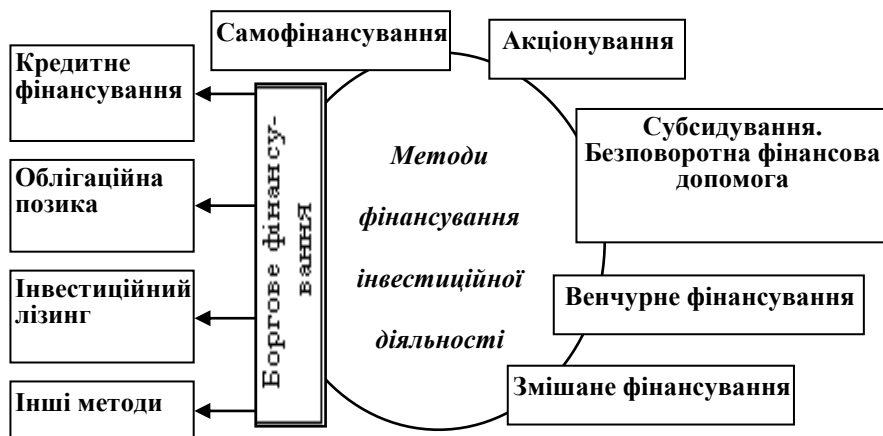 Самофінансування
Акціонування
Кредитне
фінансування
Субсидування.
Безповоротна фінансова
допомога
Облігаційна
позика
Інвестиційний
лізинг
Інші методи
Боргове фінансу-
вання
Методи
фінансування
інвестиційної
діяльності
Венчурне фінансування
Змішане фінансування